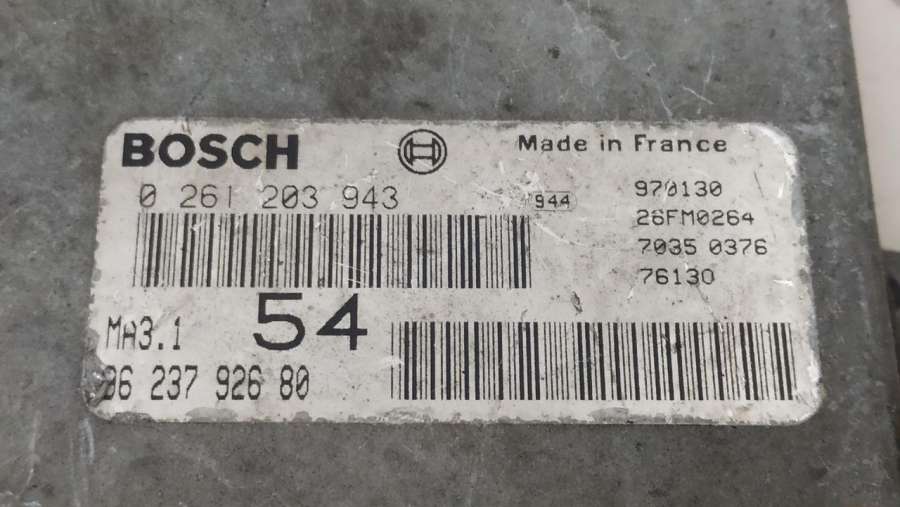 BOSCH
Made in France
0 261 203 943
944
970130
26FM0264
7035 0376
76130
MA3.1
54
96 237 926 80